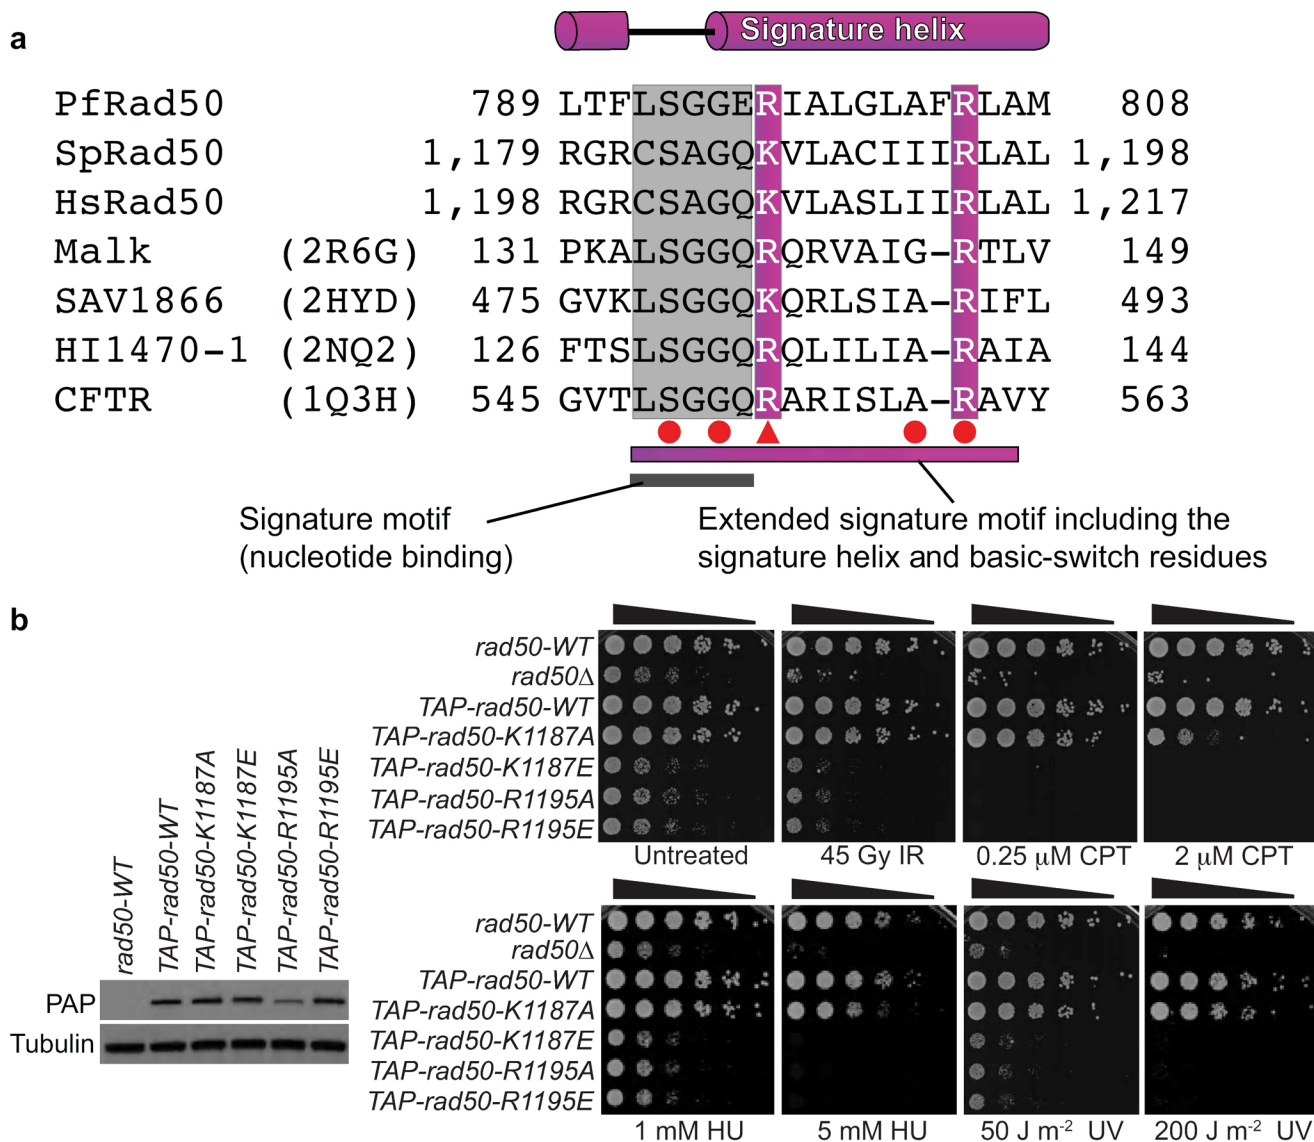 a
Signature helix
PfRad50 789 LTFLSGGERIALGLAFRLAM 808
SpRad50 1,179 RGRCSAGQKVLACIIIRLAL 1,198
HsRad50 1,198 RGRCSAGQKVLASLIIRLAL 1,217
Malk (2R6G) 131 PKALSGGQRQRVAIG-RTLV 149
SAV1866 (2HYD) 475 GVKLSGGQKQRLSIA-RIFL 493
HI1470-1 (2NQ2) 126 FTSLSGGQRQLILIA-RAIA 144
CFTR (1Q3H) 545 GVTLSGGQRARISLA-RAVY 563
Signature motif
(nucleotide binding)
Extended signature motif including the
signature helix and basic-switch residues
b
rad50-WT
TAP-rad50-WT
TAP-rad50-K1187A
TAP-rad50-K1187E
TAP-rad50-R1195A
TAP-rad50-R1195E
PAP
Tubulin
rad50-WT
rad50Δ
TAP-rad50-WT
TAP-rad50-K1187A
TAP-rad50-K1187E
TAP-rad50-R1195A
TAP-rad50-R1195E
Untreated 45 Gy IR 0.25 μM CPT 2 μM CPT
rad50-WT
rad50Δ
TAP-rad50-WT
TAP-rad50-K1187A
TAP-rad50-K1187E
TAP-rad50-R1195A
TAP-rad50-R1195E
1 mM HU 5 mM HU 50 J m⁻² UV 200 J m⁻² UV